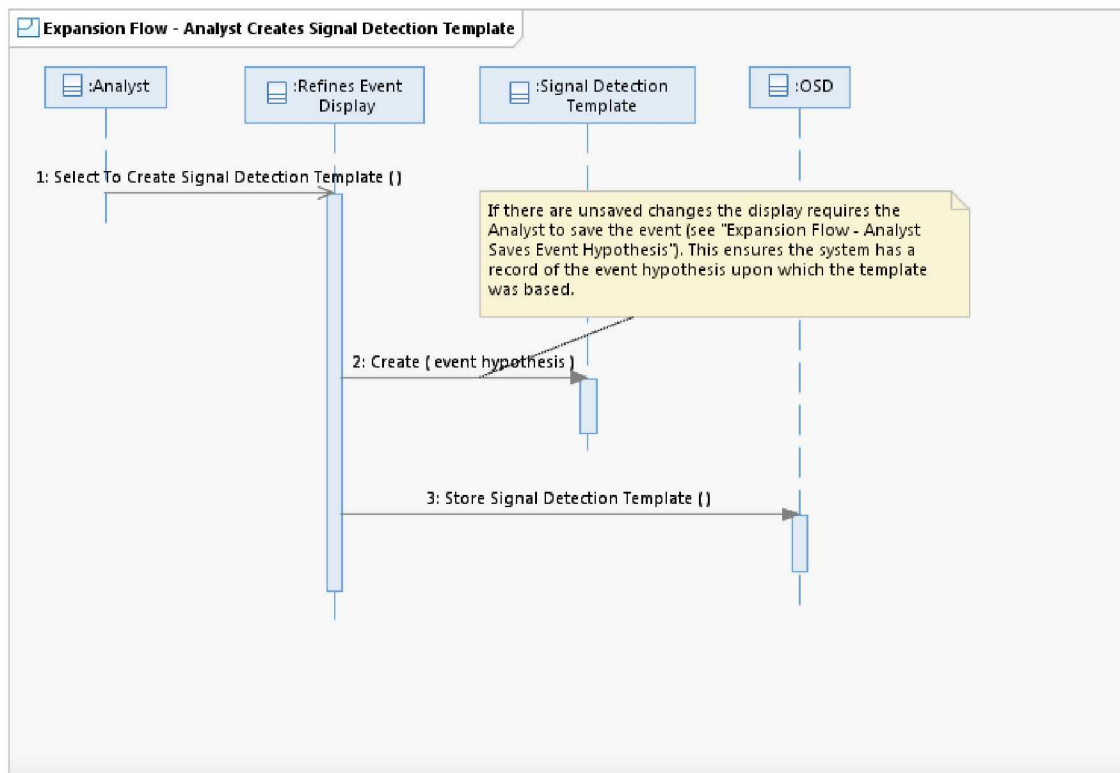 Expansion Flow - Analyst Creates Signal Detection Template
:Analyst
:Refines Event
Display
:Signal Detection
Template
:OSD
1: Select To Create Signal Detection Template ( )
If there are unsaved changes the display requires the
Analyst to save the event (see "Expansion Flow - Analyst
Saves Event Hypothesis"). This ensures the system has a
record of the event hypothesis upon which the template
was based.
2: Create ( event hypothesis )
3: Store Signal Detection Template ( )